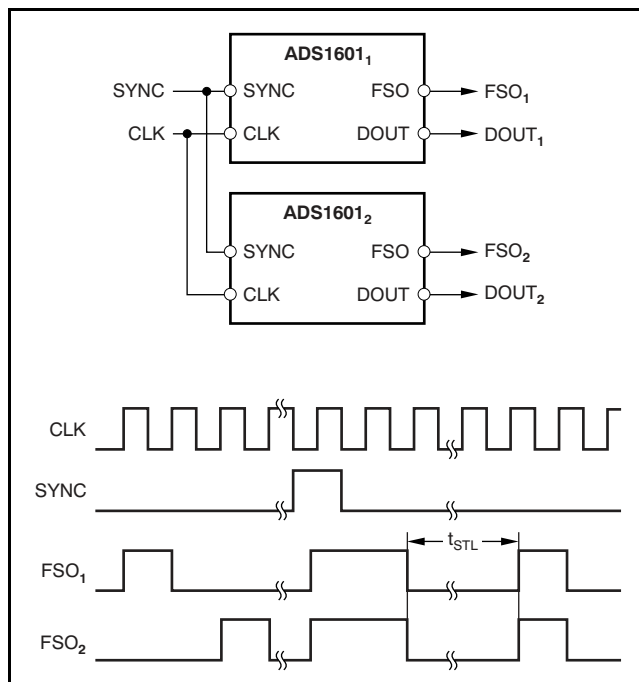 ADS1601₁
SYNC SYNC FSO FSO₁
CLK CLK DOUT DOUT₁
ADS1601₂
SYNC FSO FSO₂
CLK DOUT DOUT₂
CLK
SYNC
FSO₁ tSTL
FSO₂